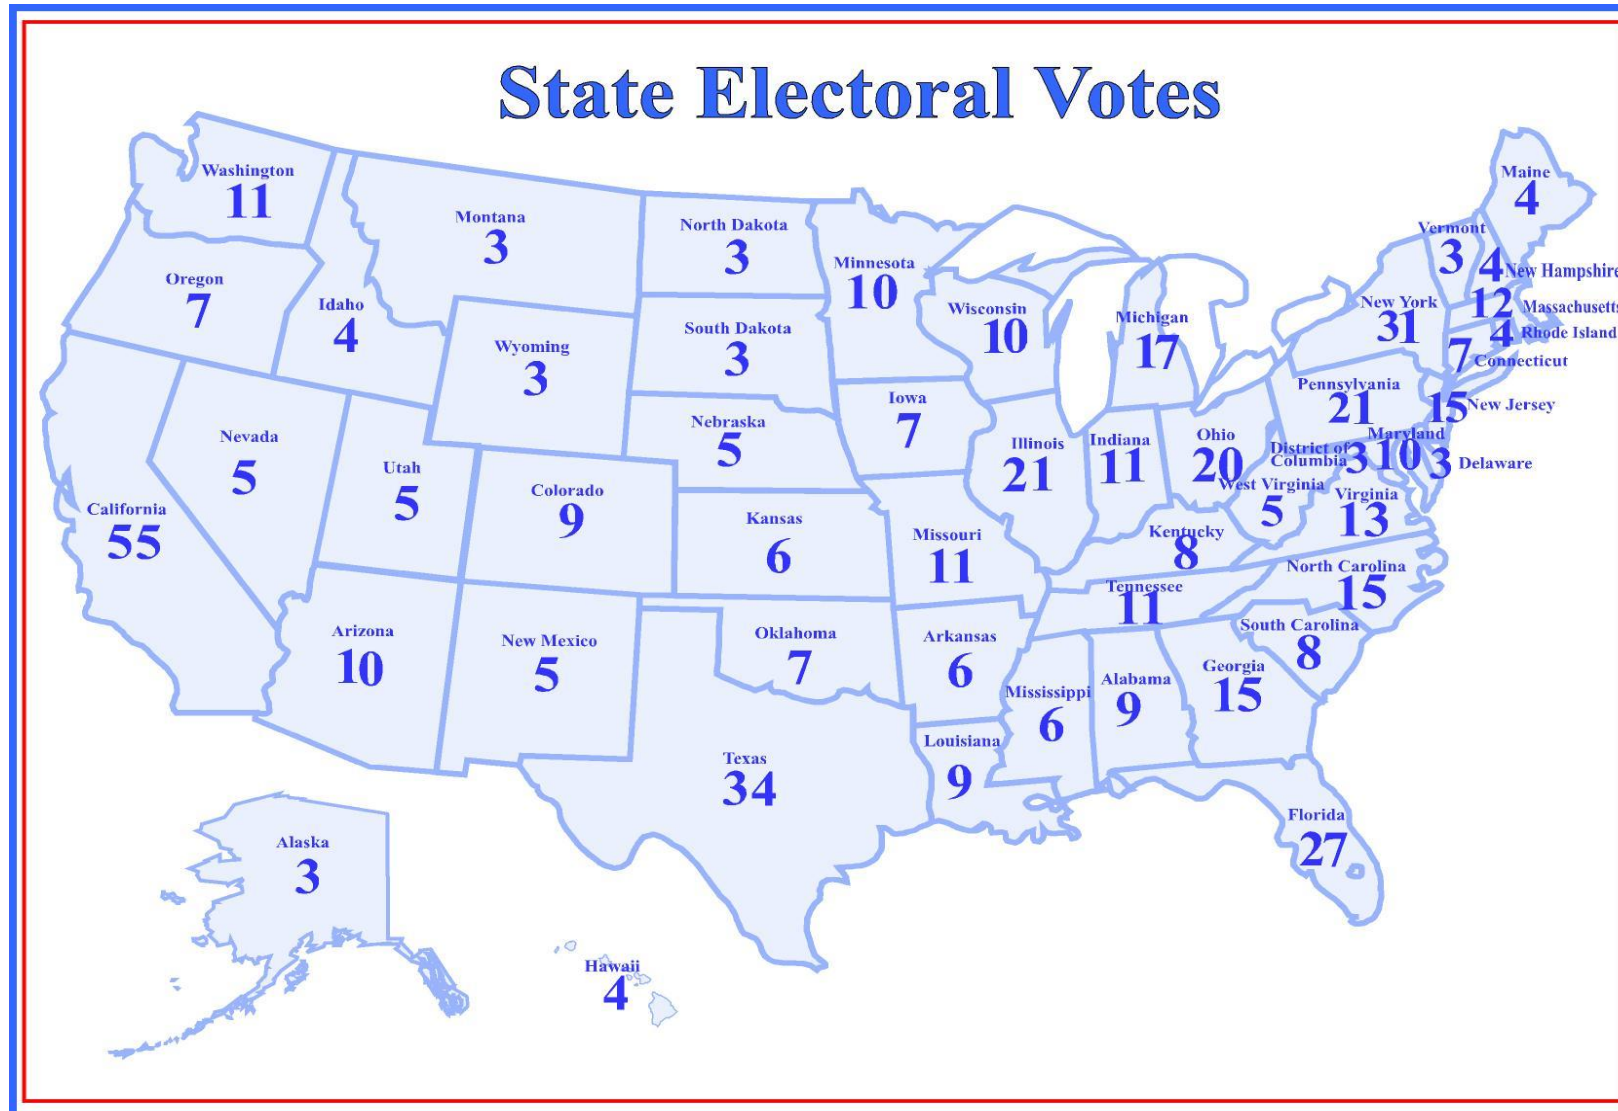 State Electoral Votes
Washington
11
Oregon
7
Idaho
4
Montana
3
Wyoming
3
North Dakota
3
South Dakota
3
Nebraska
5
Minnesota
10
Wisconsin
10
Michigan
17
Iowa
7
Illinois
21
Indiana
11
Ohio
20
Pennsylvania
21
New York
31
Vermont
3
Maine
4
4 New Hampshire
12 Massachusetts
4 Rhode Island
7 Connecticut
15 New Jersey
Maryland
10
District of
Columbia 3
3 Delaware
West Virginia
5
Virginia
13
Kentucky
8
Tennessee
11
North Carolina
15
South Carolina
8
Georgia
15
Florida
27
Alabama
9
Mississippi
6
Louisiana
9
Arkansas
6
Missouri
11
Kansas
6
Oklahoma
7
Texas
34
Colorado
9
New Mexico
5
Arizona
10
Utah
5
Nevada
5
California
55
Alaska
3
Hawaii
4